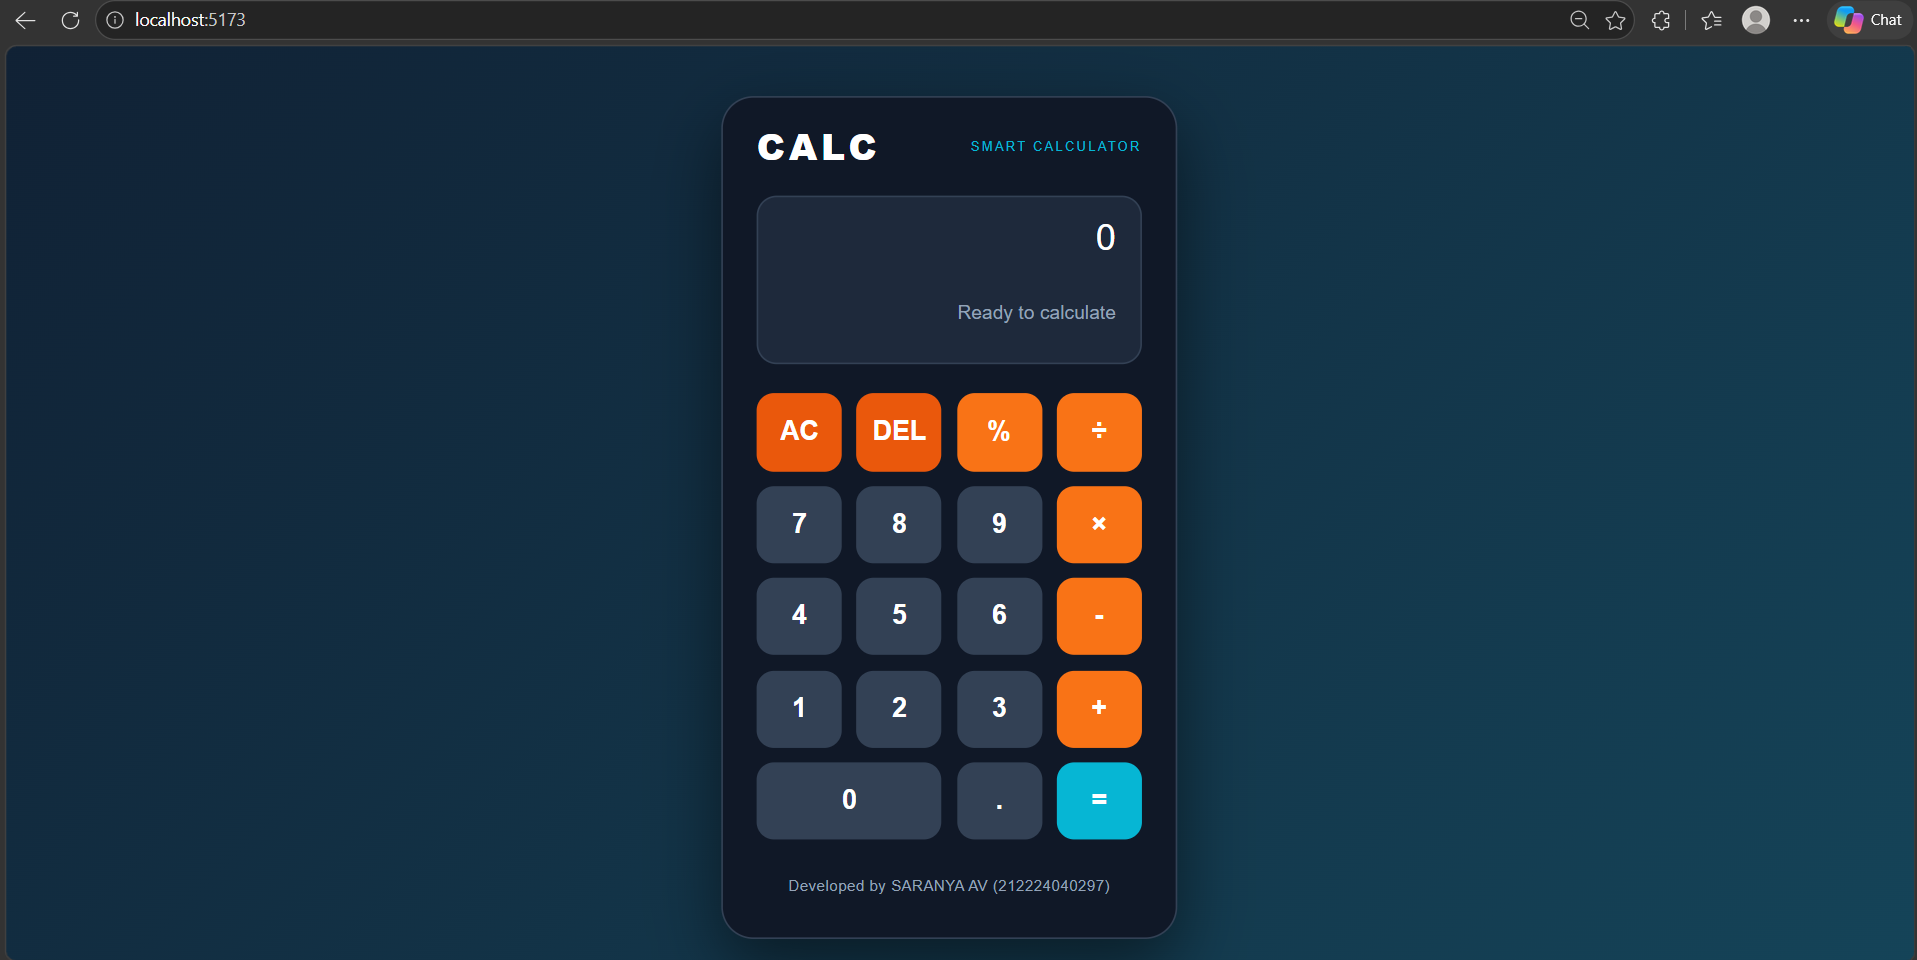 localhost:5173
Chat
CALC
SMART CALCULATOR
0
Ready to calculate
AC DEL % ÷
7 8 9 ×
4 5 6 -
1 2 3 +
0 . =
Developed by SARANYA AV (212224040297)